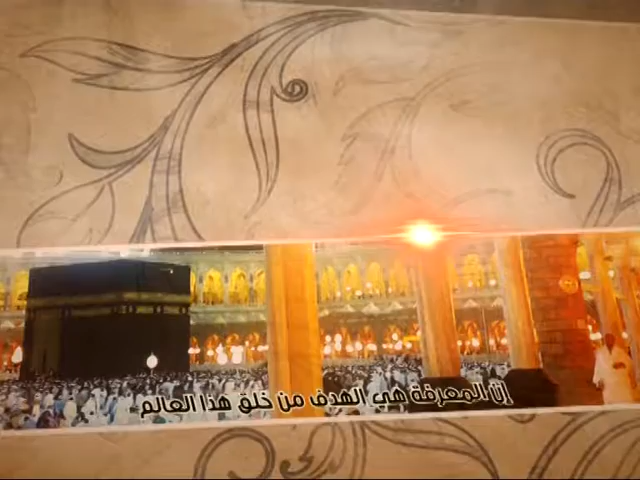 إن المعرفة هي الهدف من خلق هذا العالم